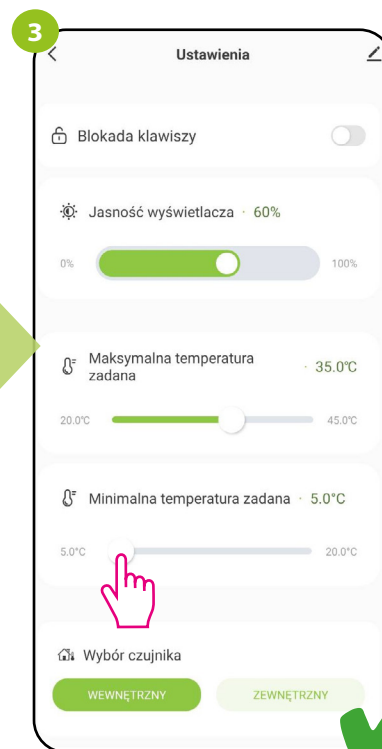 3
Ustawienia
Blokada klawiszy
Jasność wyświetlacza · 60%
0% 100%
Maksymalna temperatura
zadana · 35.0°C
20.0°C 45.0°C
Minimalna temperatura zadana · 5.0°C
5.0°C 20.0°C
Wybór czujnika
WEWNĘTRZNY ZEWNĘTRZNY